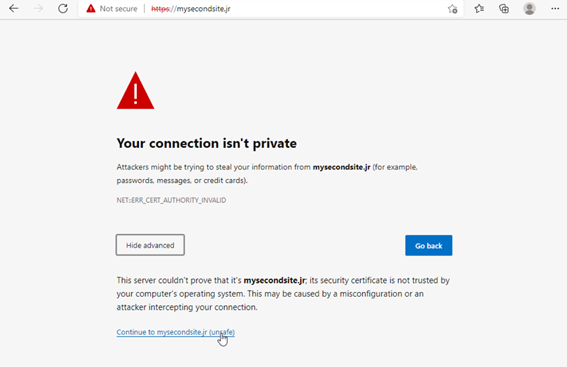 Not secure | https://mysecondsite.jr
Your connection isn't private
Attackers might be trying to steal your information from mysecondsite.jr (for example,
passwords, messages, or credit cards).
NET::ERR_CERT_AUTHORITY_INVALID
Hide advanced
Go back
This server couldn't prove that it's mysecondsite.jr; its security certificate is not trusted by
your computer's operating system. This may be caused by a misconfiguration or an
attacker intercepting your connection.
Continue to mysecondsite.jr (unsafe)